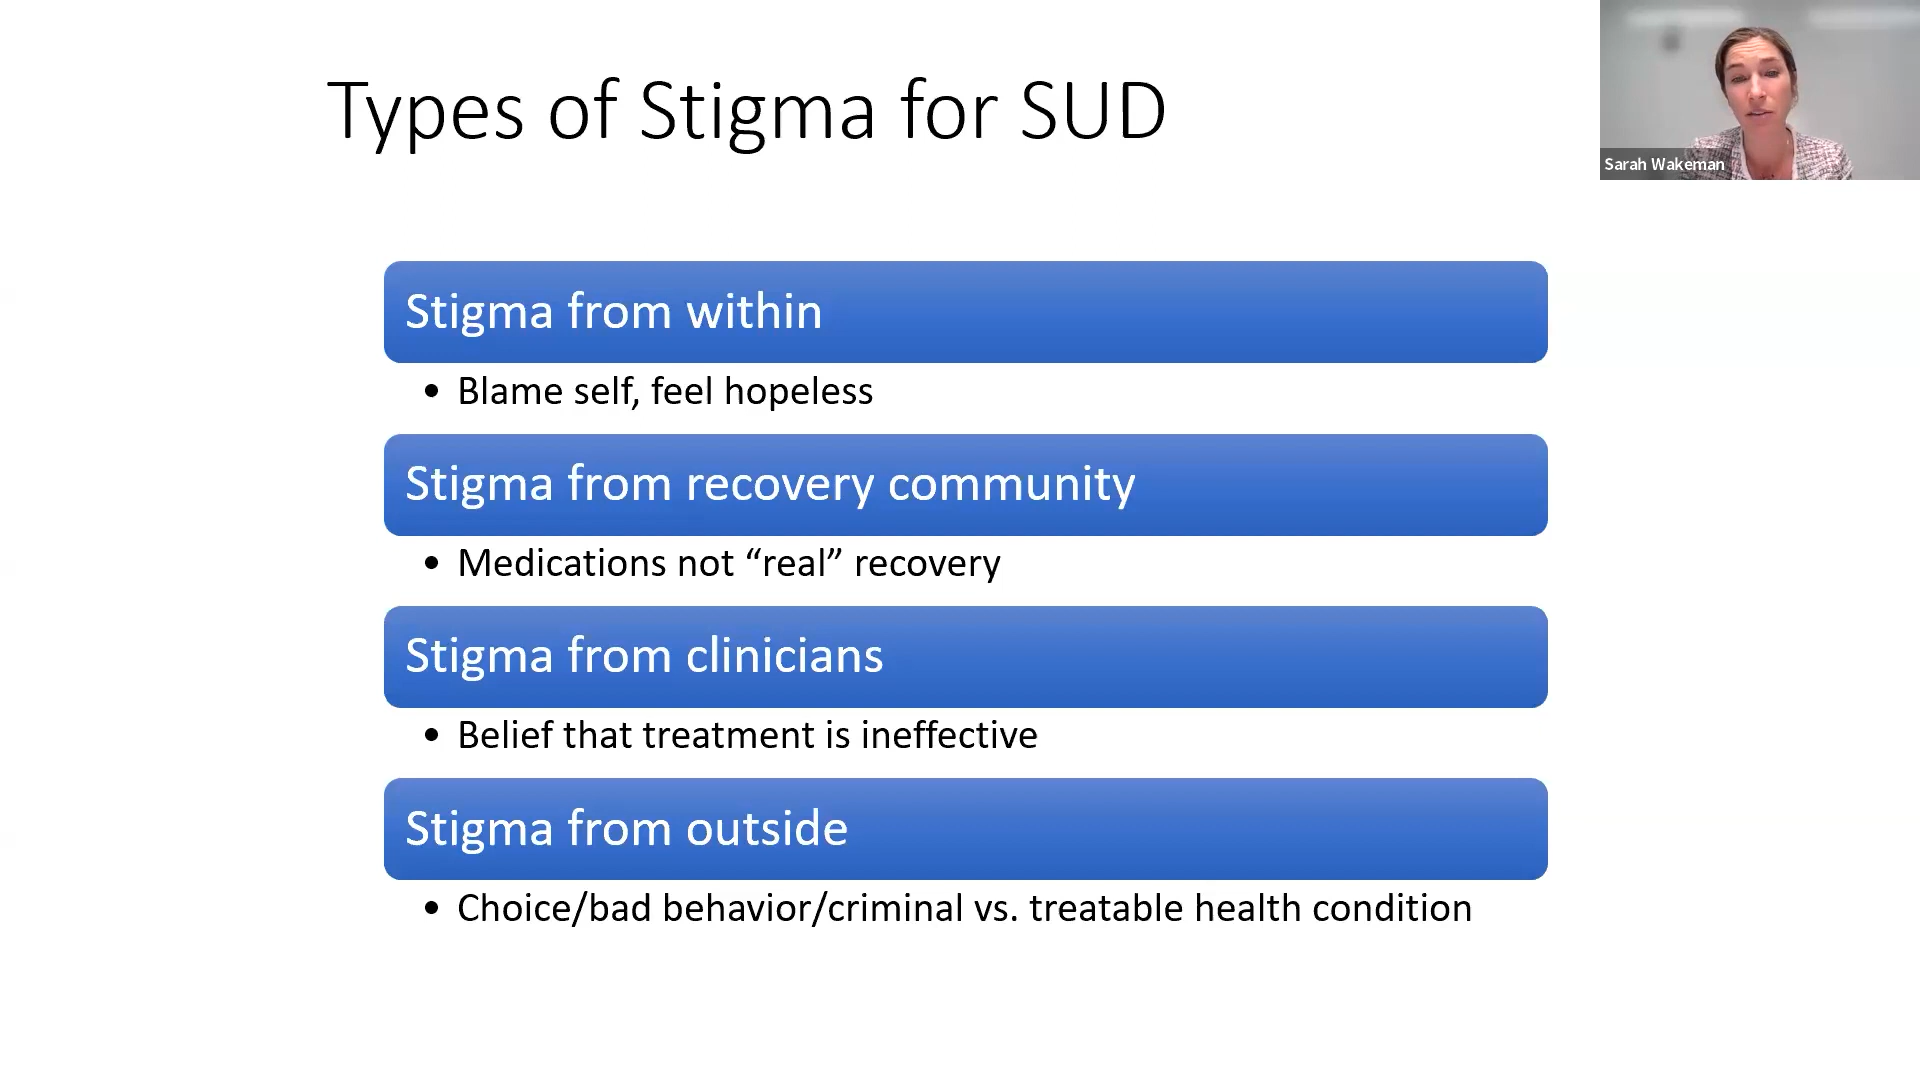 Types of Stigma for SUD
Sarah Wakeman
Stigma from within
• Blame self, feel hopeless
Stigma from recovery community
• Medications not “real” recovery
Stigma from clinicians
• Belief that treatment is ineffective
Stigma from outside
• Choice/bad behavior/criminal vs. treatable health condition